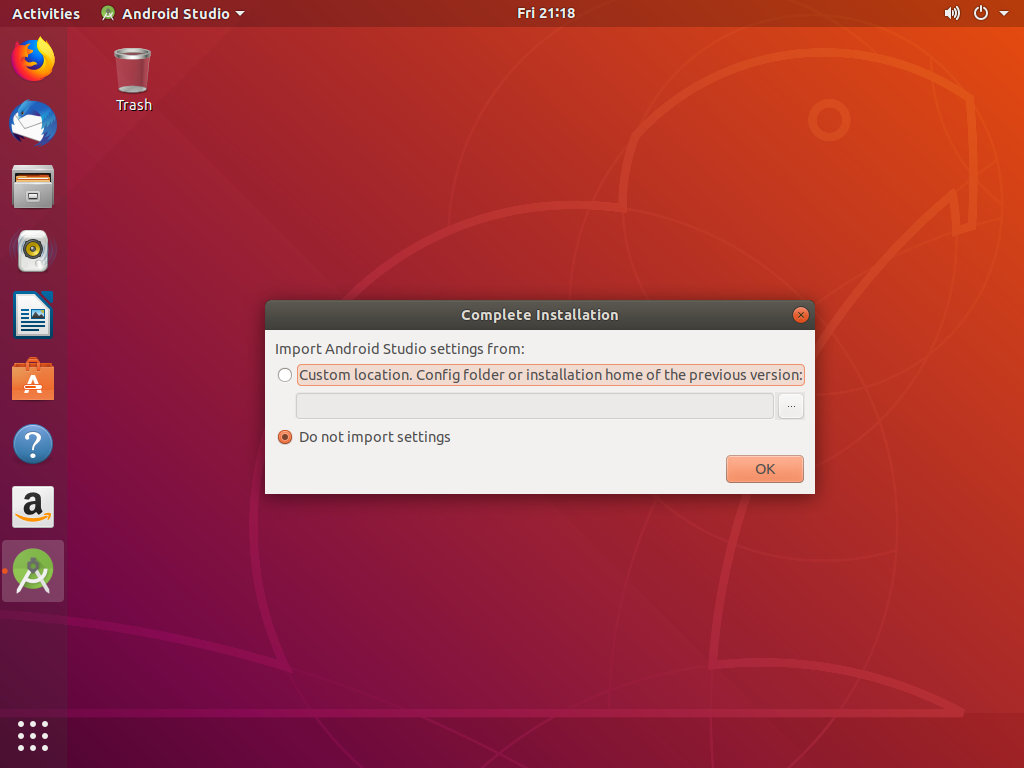 Activities Android Studio Fri 21:18
Trash
Complete Installation
Import Android Studio settings from:
Custom location. Config folder or installation home of the previous version:
...
Do not import settings
OK